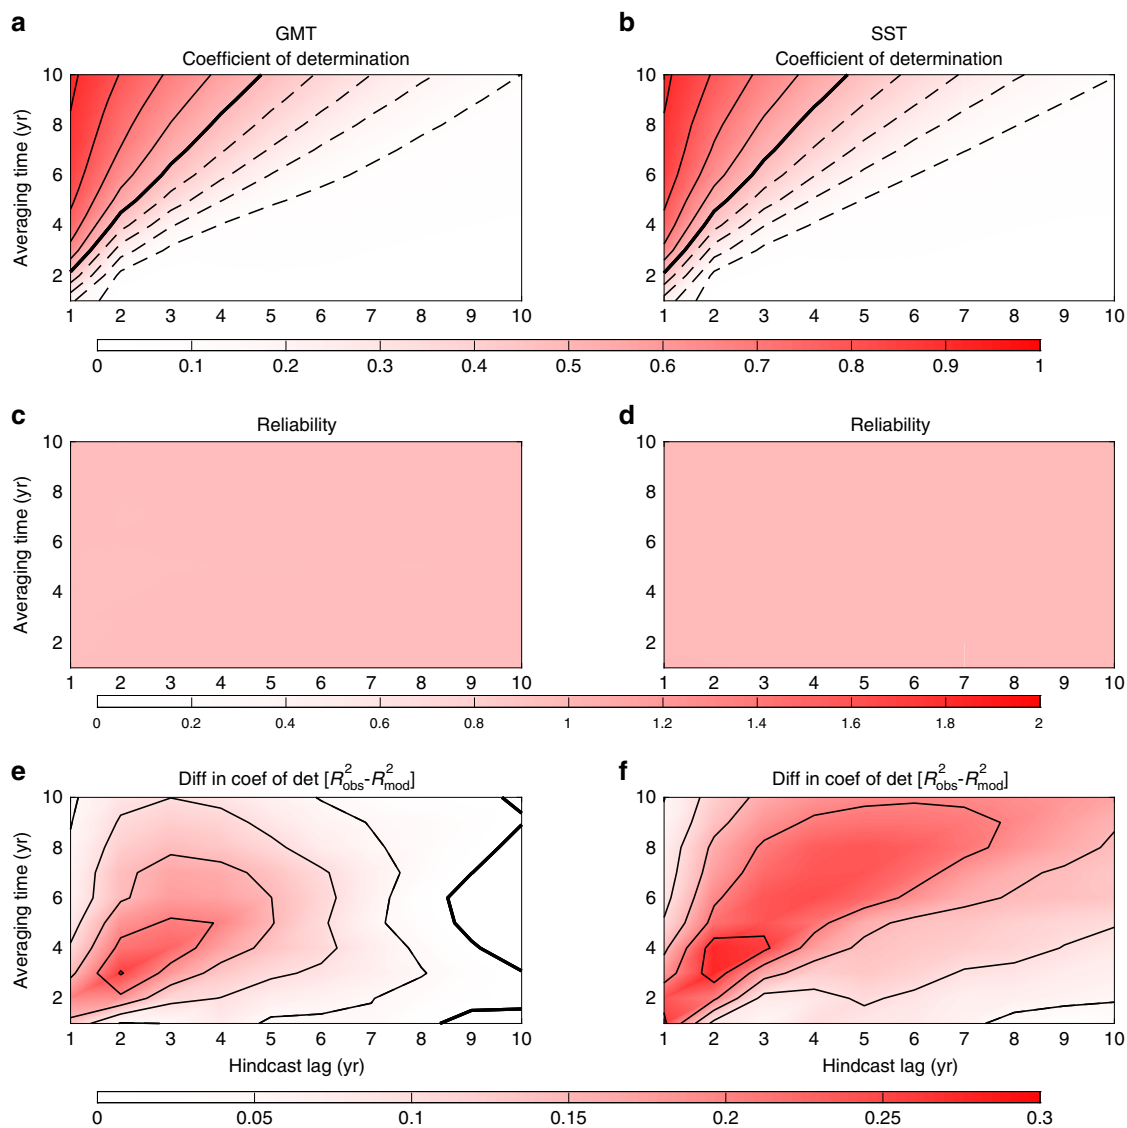 a
GMT
Coefficient of determination
b
SST
Coefficient of determination
Averaging time (yr)
10
8
6
4
2
1 2 3 4 5 6 7 8 9 10
10
8
6
4
2
1 2 3 4 5 6 7 8 9 10
0 0.1 0.2 0.3 0.4 0.5 0.6 0.7 0.8 0.9 1
c
Reliability
d
Reliability
Averaging time (yr)
10
8
6
4
2
1 2 3 4 5 6 7 8 9 10
10
8
6
4
2
1 2 3 4 5 6 7 8 9 10
0 0.2 0.4 0.6 0.8 1 1.2 1.4 1.6 1.8 2
e
Diff in coef of det [R²obs-R²mod]
f
Diff in coef of det [R²obs-R²mod]
Averaging time (yr)
10
8
6
4
2
1 2 3 4 5 6 7 8 9 10
Hindcast lag (yr)
10
8
6
4
2
1 2 3 4 5 6 7 8 9 10
Hindcast lag (yr)
0 0.05 0.1 0.15 0.2 0.25 0.3